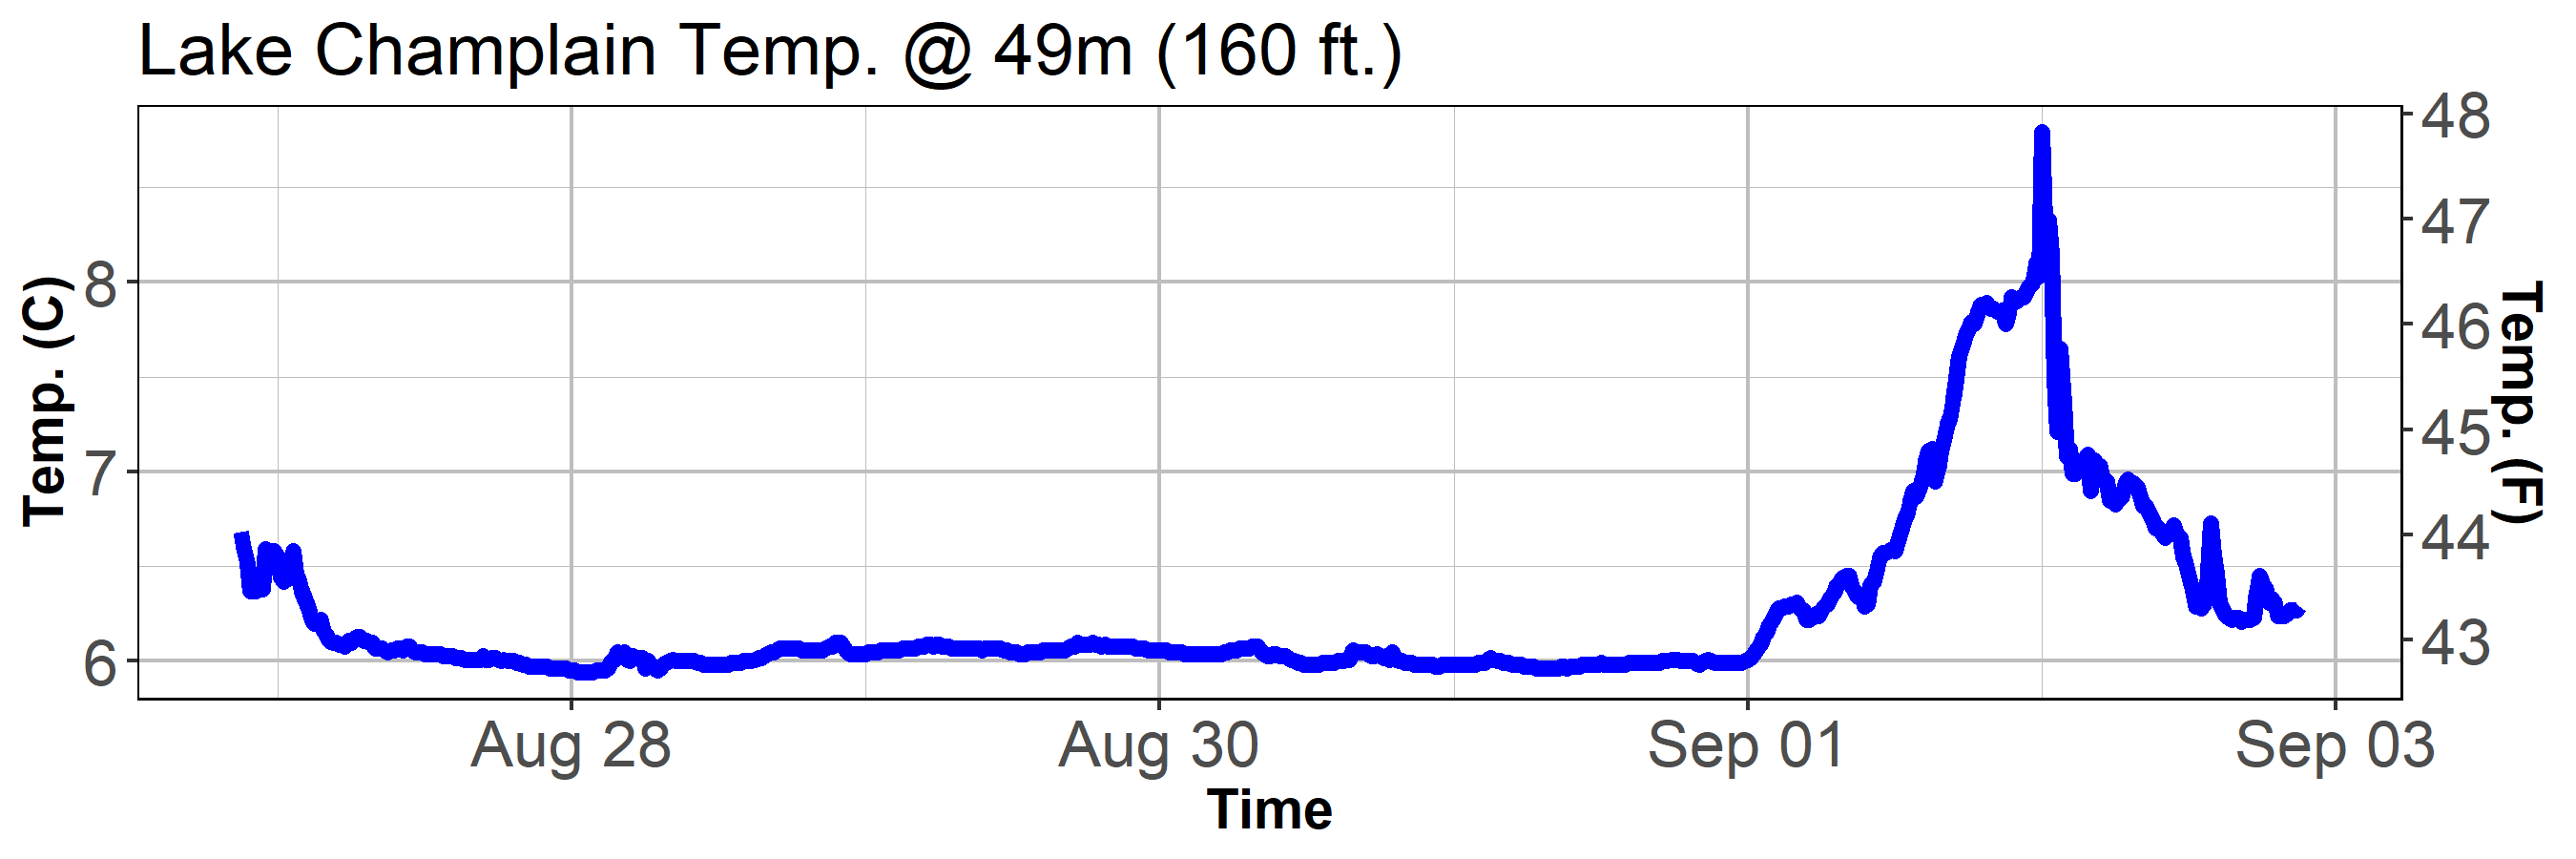 Lake Champlain Temp. @ 49m (160 ft.)
Temp. (C)
8
7
6
48
47
46
45
44
43
Temp. (F)
Aug 28 Aug 30 Sep 01 Sep 03
Time